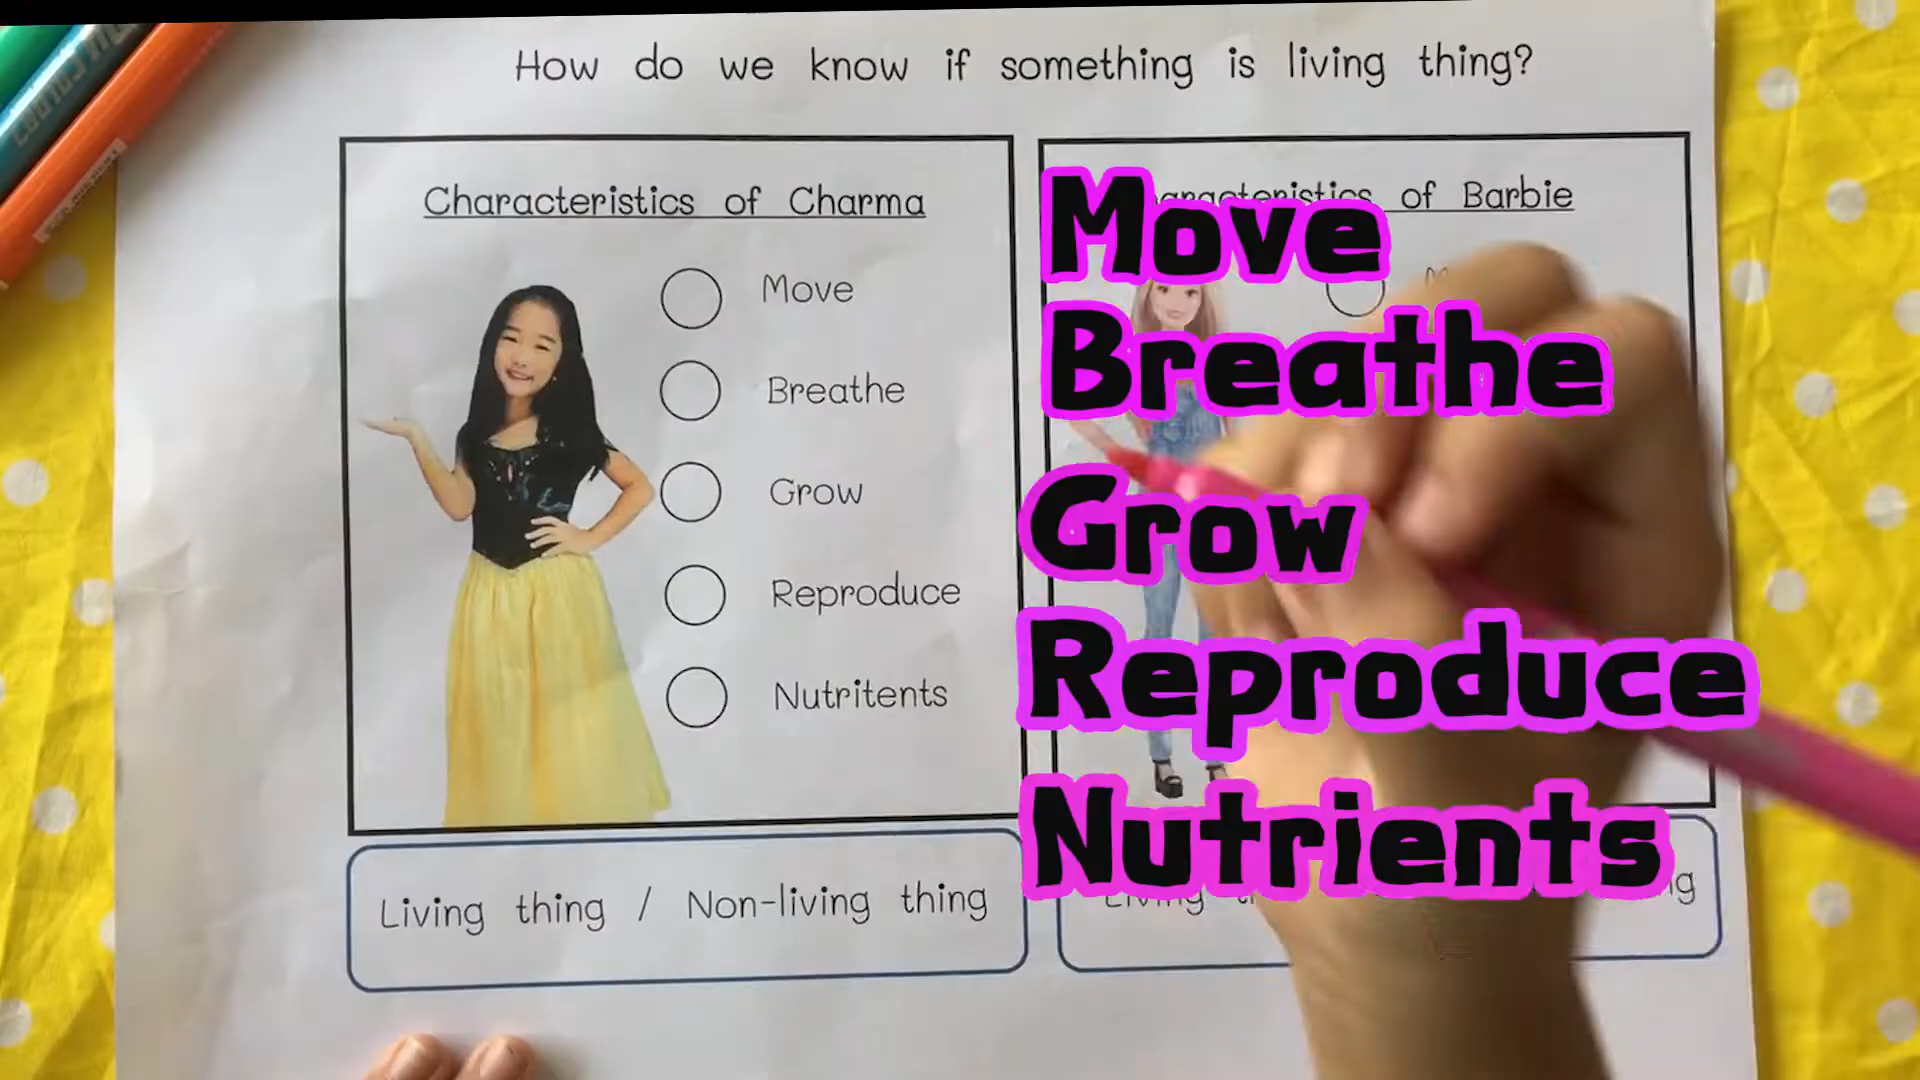 How do we know if something is living thing?
Characteristics of Charma
Move
Breathe
Grow
Reproduce
Nutritents
Living thing / Non-living thing
of Barbie
Move
Breathe
Grow
Reproduce
Nutrients